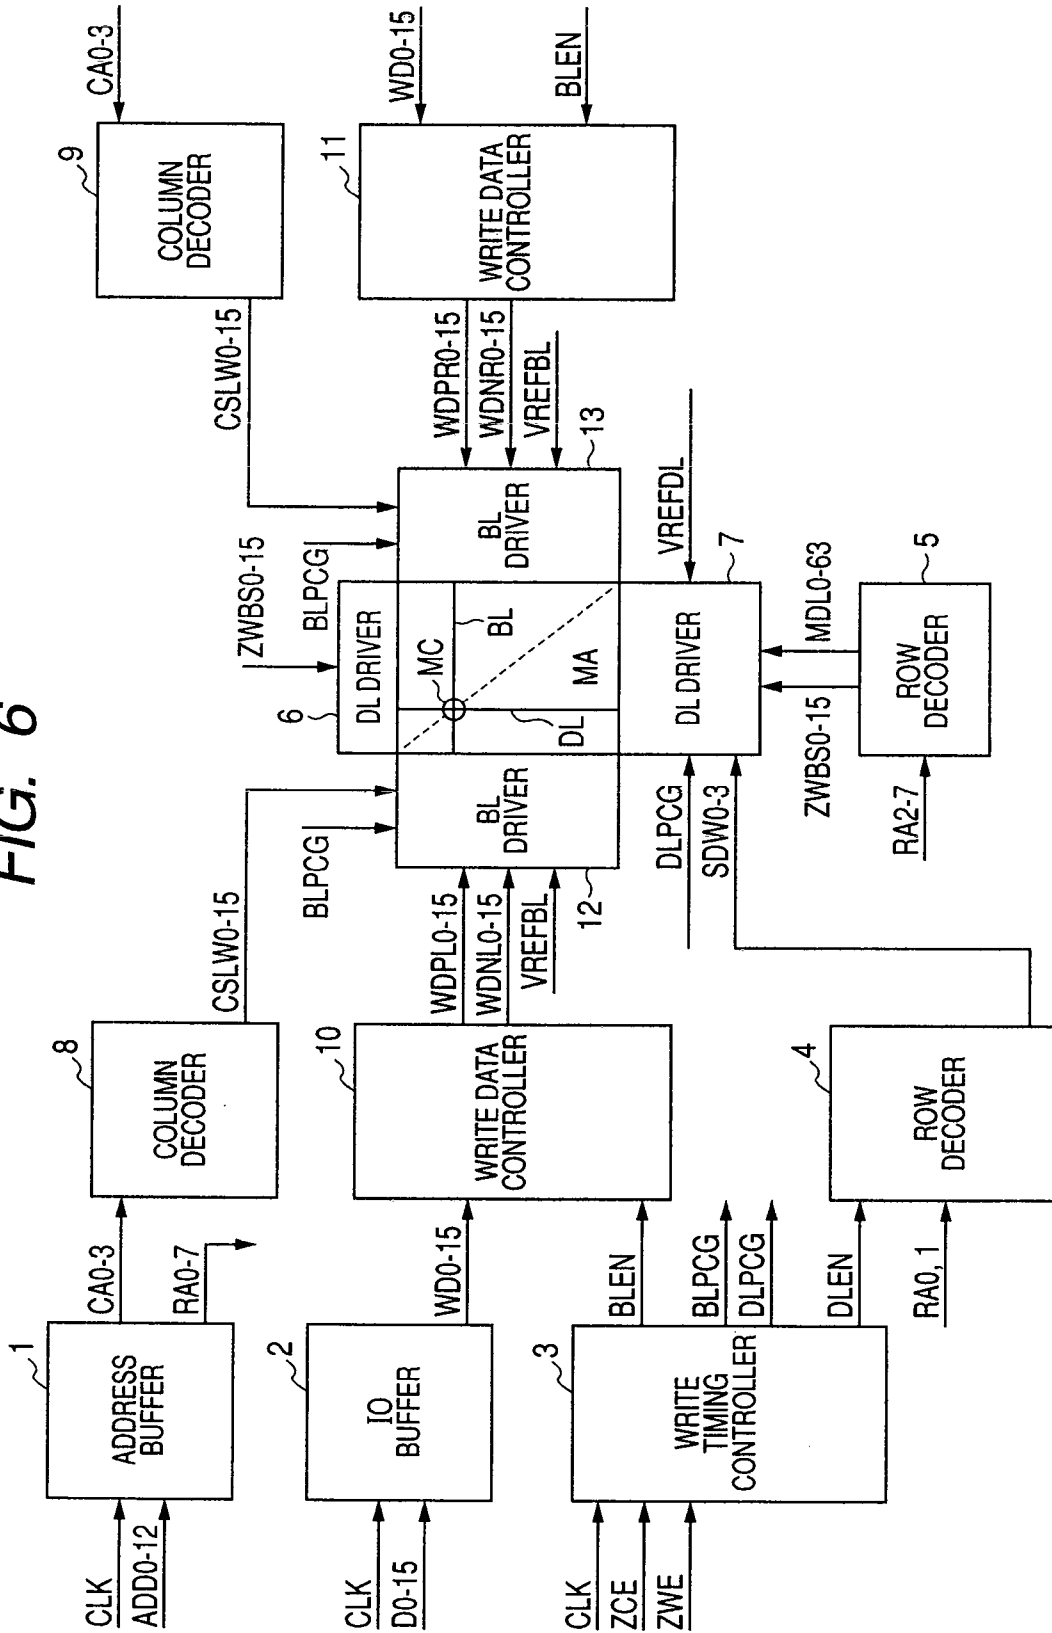 FIG. 6
1
ADDRESS
BUFFER
CLK
ADD0-12
CA0-3
RA0-7
8
COLUMN
DECODER
CSLW0-15
9
COLUMN
DECODER
CA0-3
CSLW0-15
2
IO
BUFFER
CLK
D0-15
WD0-15
10
WRITE DATA
CONTROLLER
WDPL0-15
WDNL0-15
VREFBL
BLPCG
BL
DRIVER
12
ZWBS0-15
6
DL DRIVER
MC
BL
DL
MA
BLPCG
BL
DRIVER
13
WDPR0-15
WDNR0-15
VREFBL
11
WRITE DATA
CONTROLLER
WD0-15
BLEN
3
WRITE
TIMING
CONTROLLER
CLK
ZCE
ZWE
BLEN
BLPCG
DLPCG
DLEN
RA0, 1
4
ROW
DECODER
DLPCG
SDW0-3
DL DRIVER
7
VREFDL
ZWBS0-15
MDL0-63
RA2-7
ROW
DECODER
5